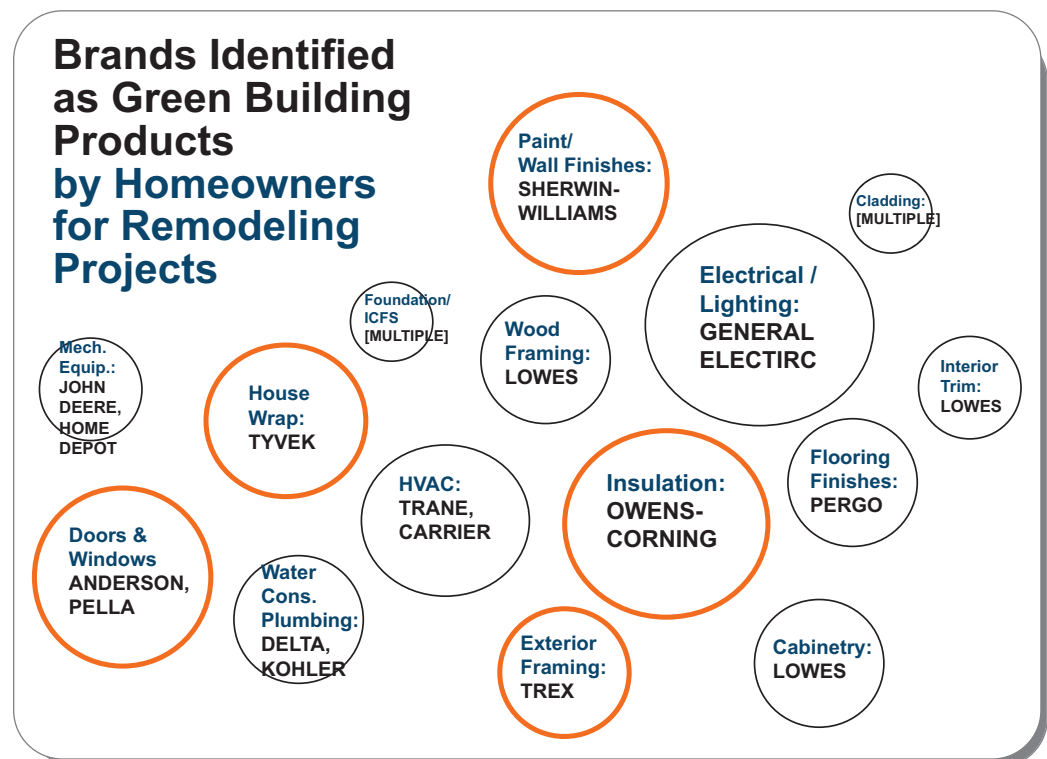 Brands Identified
as Green Building
Products
by Homeowners
for Remodeling
Projects
Paint/
Wall Finishes:
SHERWIN-
WILLIAMS
Cladding:
[MULTIPLE]
Electrical /
Lighting:
GENERAL
ELECTIRC
Foundation/
ICFS
[MULTIPLE]
Wood
Framing:
LOWES
Mech.
Equip.:
JOHN
DEERE,
HOME
DEPOT
House
Wrap:
TYVEK
Interior
Trim:
LOWES
HVAC:
TRANE,
CARRIER
Insulation:
OWENS-
CORNING
Flooring
Finishes:
PERGO
Doors &
Windows
ANDERSON,
PELLA
Water
Cons.
Plumbing:
DELTA,
KOHLER
Exterior
Framing:
TREX
Cabinetry:
LOWES